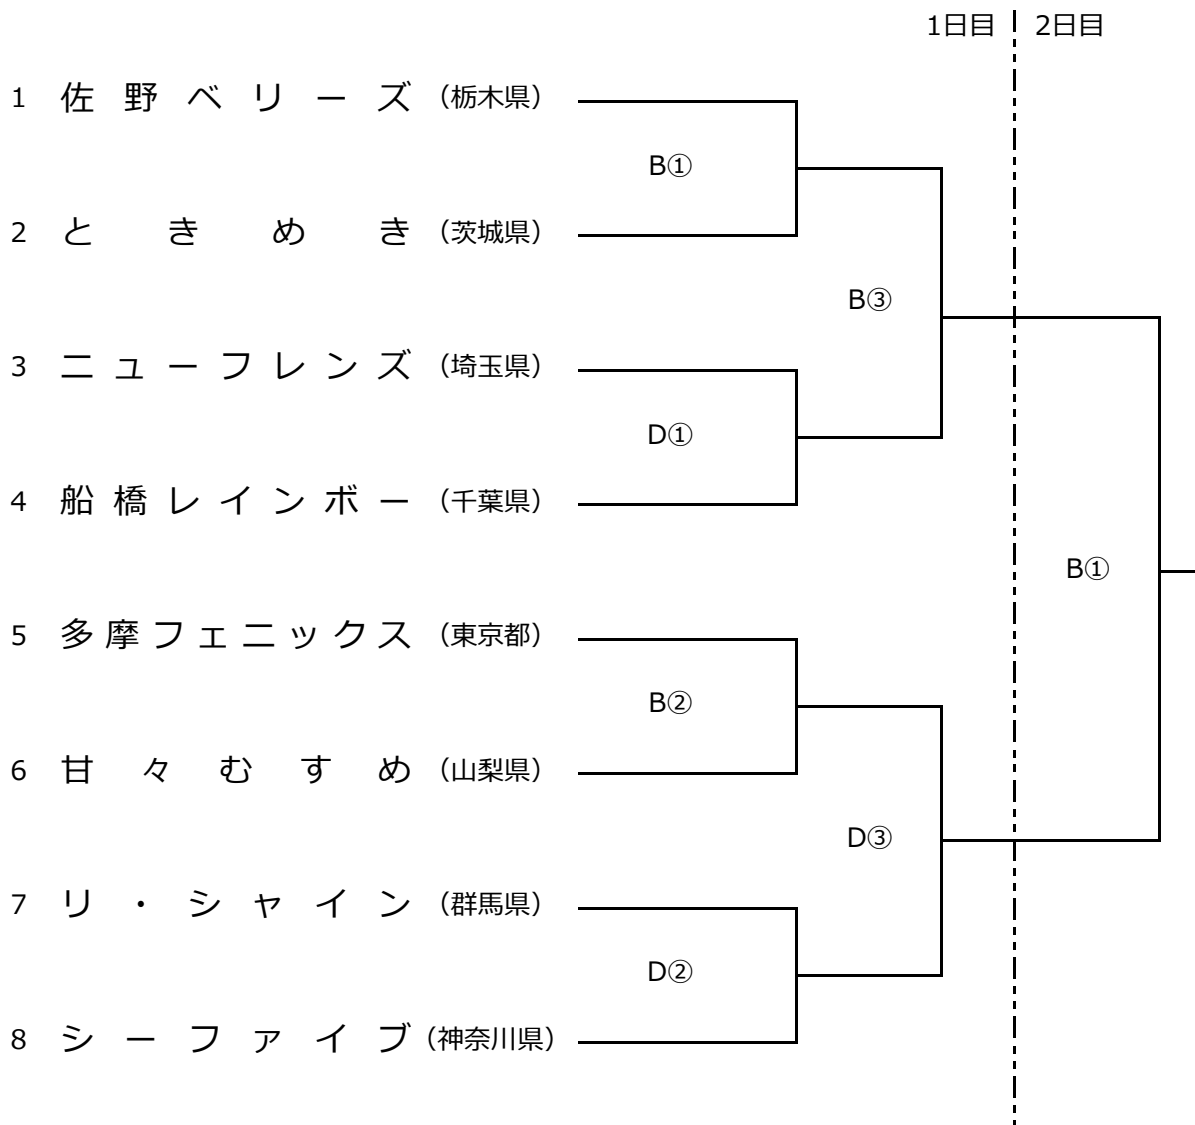 1日目 2日目
1 佐野ベリーズ (栃木県)
B①
2 ときめき (茨城県)
B③
3 ニューフレンズ (埼玉県)
D①
4 船橋レインボー (千葉県)
B①
5 多摩フェニックス (東京都)
B②
6 甘々むすめ (山梨県)
D③
7 リ・シャイン (群馬県)
D②
8 シーファイブ (神奈川県)